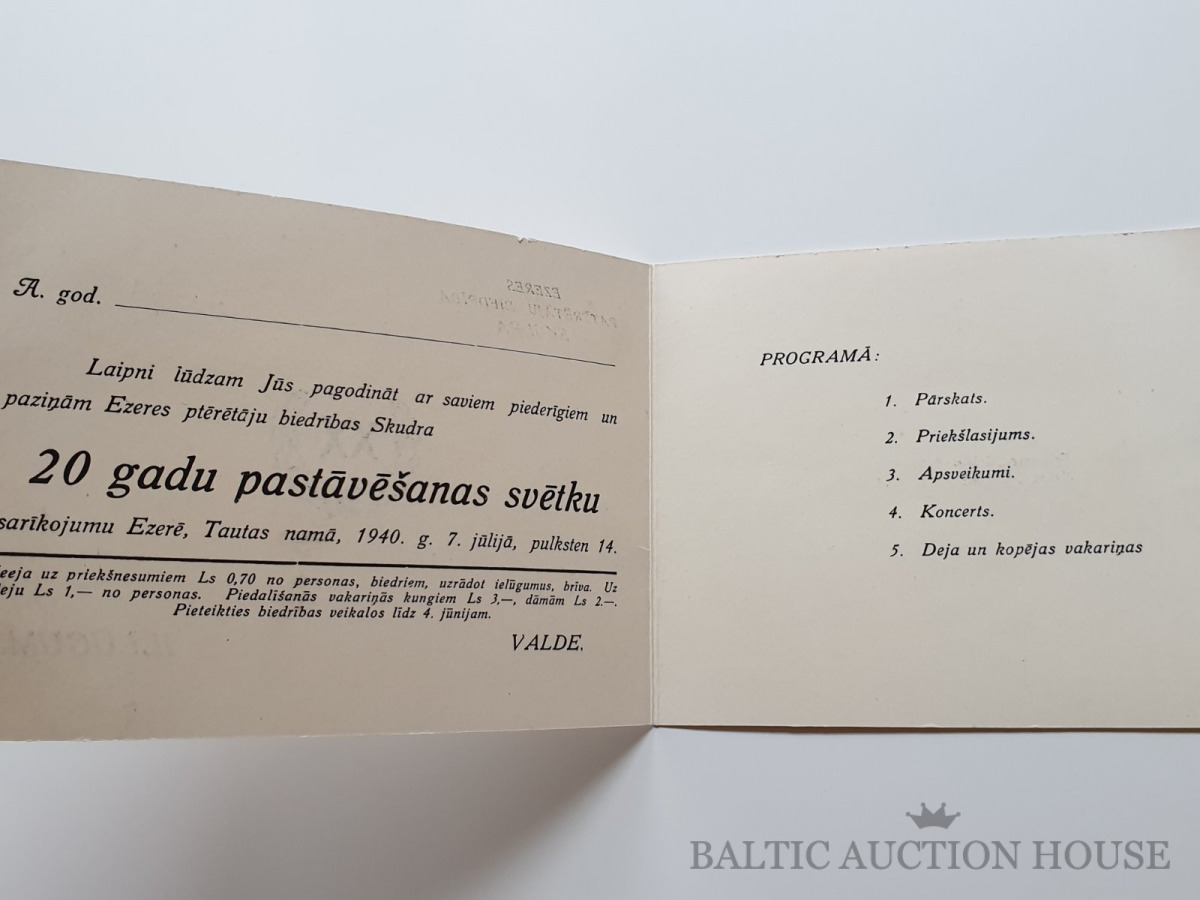 A. god.
Laipni lūdzam Jūs pagodināt ar saviem piederīgiem un
paziņām Ezeres ptērētāju biedrības Skudra
20 gadu pastāvēšanas svētku
sarīkojumu Ezerē, Tautas namā, 1940. g. 7. jūlijā, pulksten 14.
eeja uz priekšnesumiem Ls 0,70 no personas, biedriem, uzrādot ielūgumus, brīva. Uz
eju Ls 1,— no personas. Piedalīšanās vakariņās kungiem Ls 3,—, dāmām Ls 2.—.
Pieteikties biedrības veikalos līdz 4. jūnijam.
VALDE.
PROGRAMĀ:
1. Pārskats.
2. Priekšlasijums.
3. Apsveikumi.
4. Koncerts.
5. Deja un kopējas vakariņas
EZERES
BALTIC AUCTION HOUSE